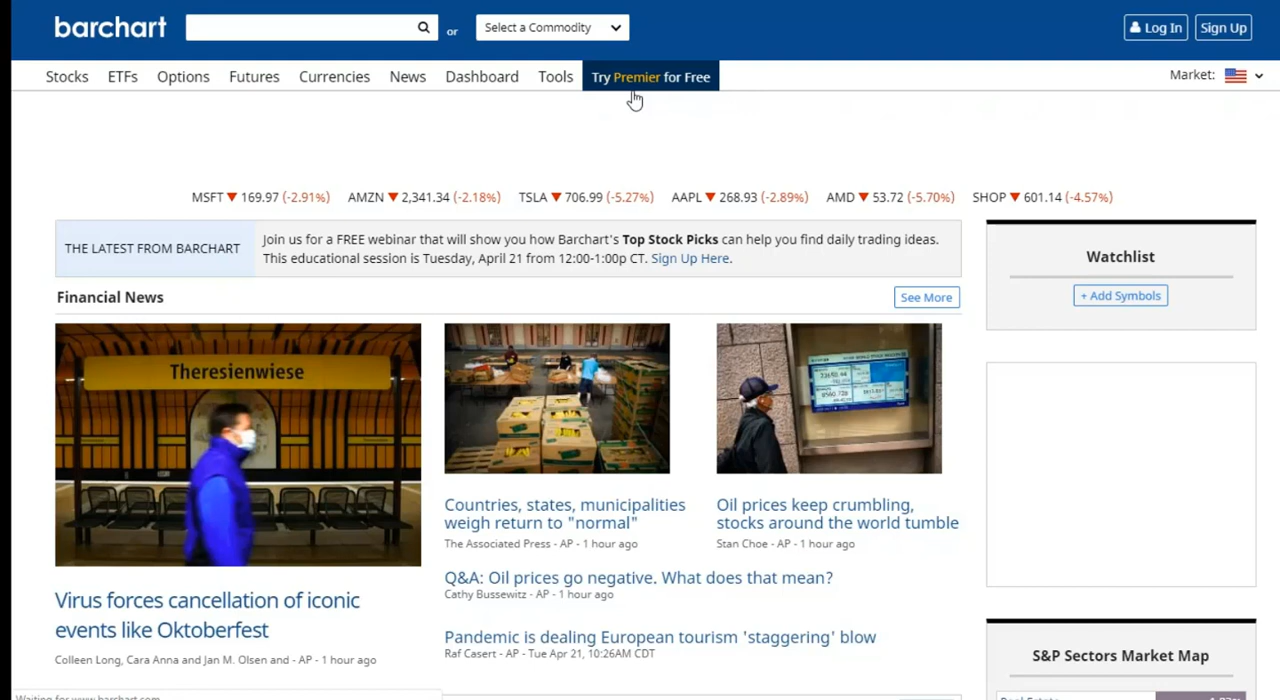 barchart
or
Select a Commodity
Log In
Sign Up
Stocks ETFs Options Futures Currencies News Dashboard Tools Try Premier for Free
Market:
MSFT ▼ 169.97 (-2.91%) AMZN ▼ 2,341.34 (-2.18%) TSLA ▼ 706.99 (-5.27%) AAPL ▼ 268.93 (-2.89%) AMD ▼ 53.72 (-5.70%) SHOP ▼ 601.14 (-4.57%)
THE LATEST FROM BARCHART
Join us for a FREE webinar that will show you how Barchart's Top Stock Picks can help you find daily trading ideas.
This educational session is Tuesday, April 21 from 12:00-1:00p CT. Sign Up Here.
Watchlist
+ Add Symbols
Financial News
See More
Theresienwiese
Virus forces cancellation of iconic
events like Oktoberfest
Colleen Long, Cara Anna and Jan M. Olsen and - AP - 1 hour ago
Countries, states, municipalities
weigh return to "normal"
The Associated Press - AP - 1 hour ago
Oil prices keep crumbling,
stocks around the world tumble
Stan Choe - AP - 1 hour ago
Q&A: Oil prices go negative. What does that mean?
Cathy Bussewitz - AP - 1 hour ago
Pandemic is dealing European tourism 'staggering' blow
Raf Casert - AP - Tue Apr 21, 10:26AM CDT
S&P Sectors Market Map
Real Estate
Waiting for www.barchart.com